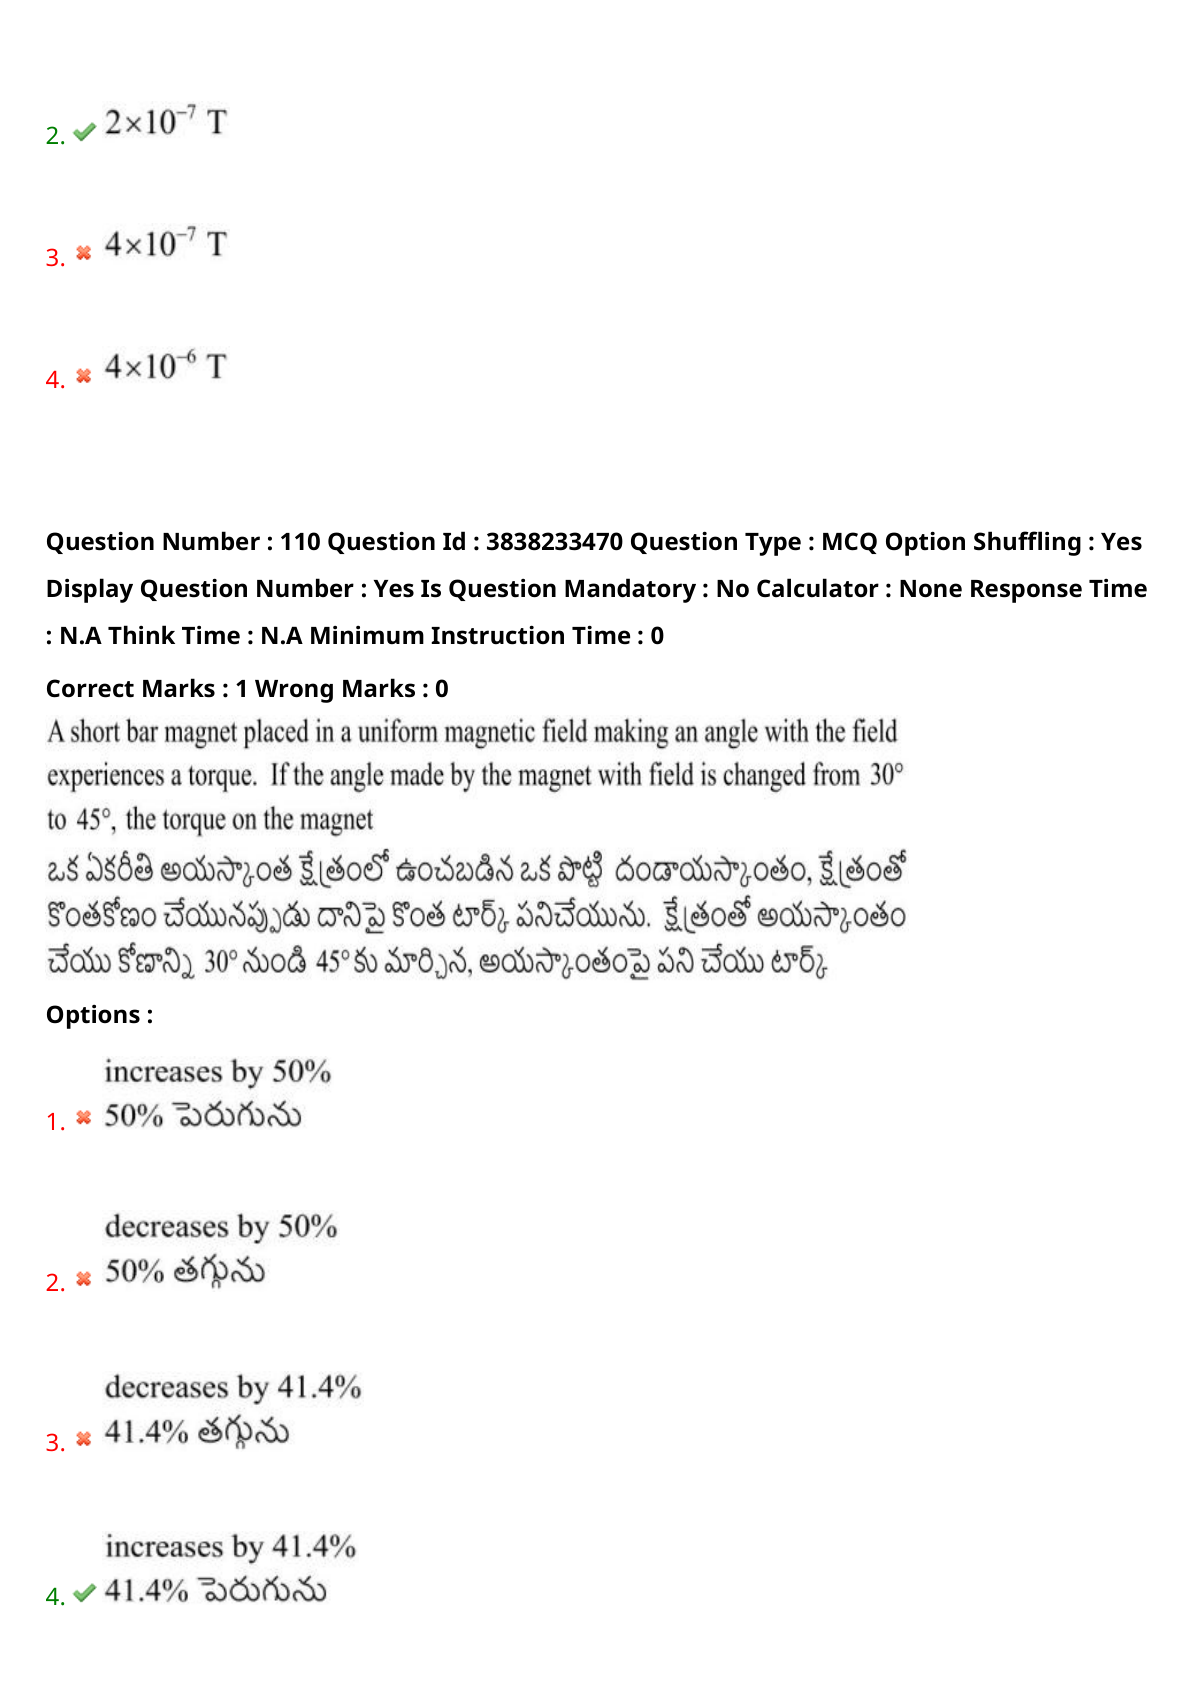 2. 2×10⁻⁷ T
3. 4×10⁻⁷ T
4. 4×10⁻⁶ T
Question Number : 110 Question Id : 3838233470 Question Type : MCQ Option Shuffling : Yes
Display Question Number : Yes Is Question Mandatory : No Calculator : None Response Time
: N.A Think Time : N.A Minimum Instruction Time : 0
Correct Marks : 1 Wrong Marks : 0
A short bar magnet placed in a uniform magnetic field making an angle with the field
experiences a torque. If the angle made by the magnet with field is changed from 30°
to 45°, the torque on the magnet
ఒక ఏకరీతి అయస్కాంత క్షేత్రంలో ఉంచబడిన ఒక పొట్టి దండాయస్కాంతం, క్షేత్రంతో
కొంతకోణం చేయునప్పుడు దానిపై కొంత టార్క్ పనిచేయును. క్షేత్రంతో అయస్కాంతం
చేయు కోణాన్ని 30° నుండి 45° కు మార్చిన, అయస్కాంతంపై పని చేయు టార్క్
Options :
increases by 50%
1. 50% పెరుగును
decreases by 50%
2. 50% తగ్గును
decreases by 41.4%
3. 41.4% తగ్గును
increases by 41.4%
4. 41.4% పెరుగును